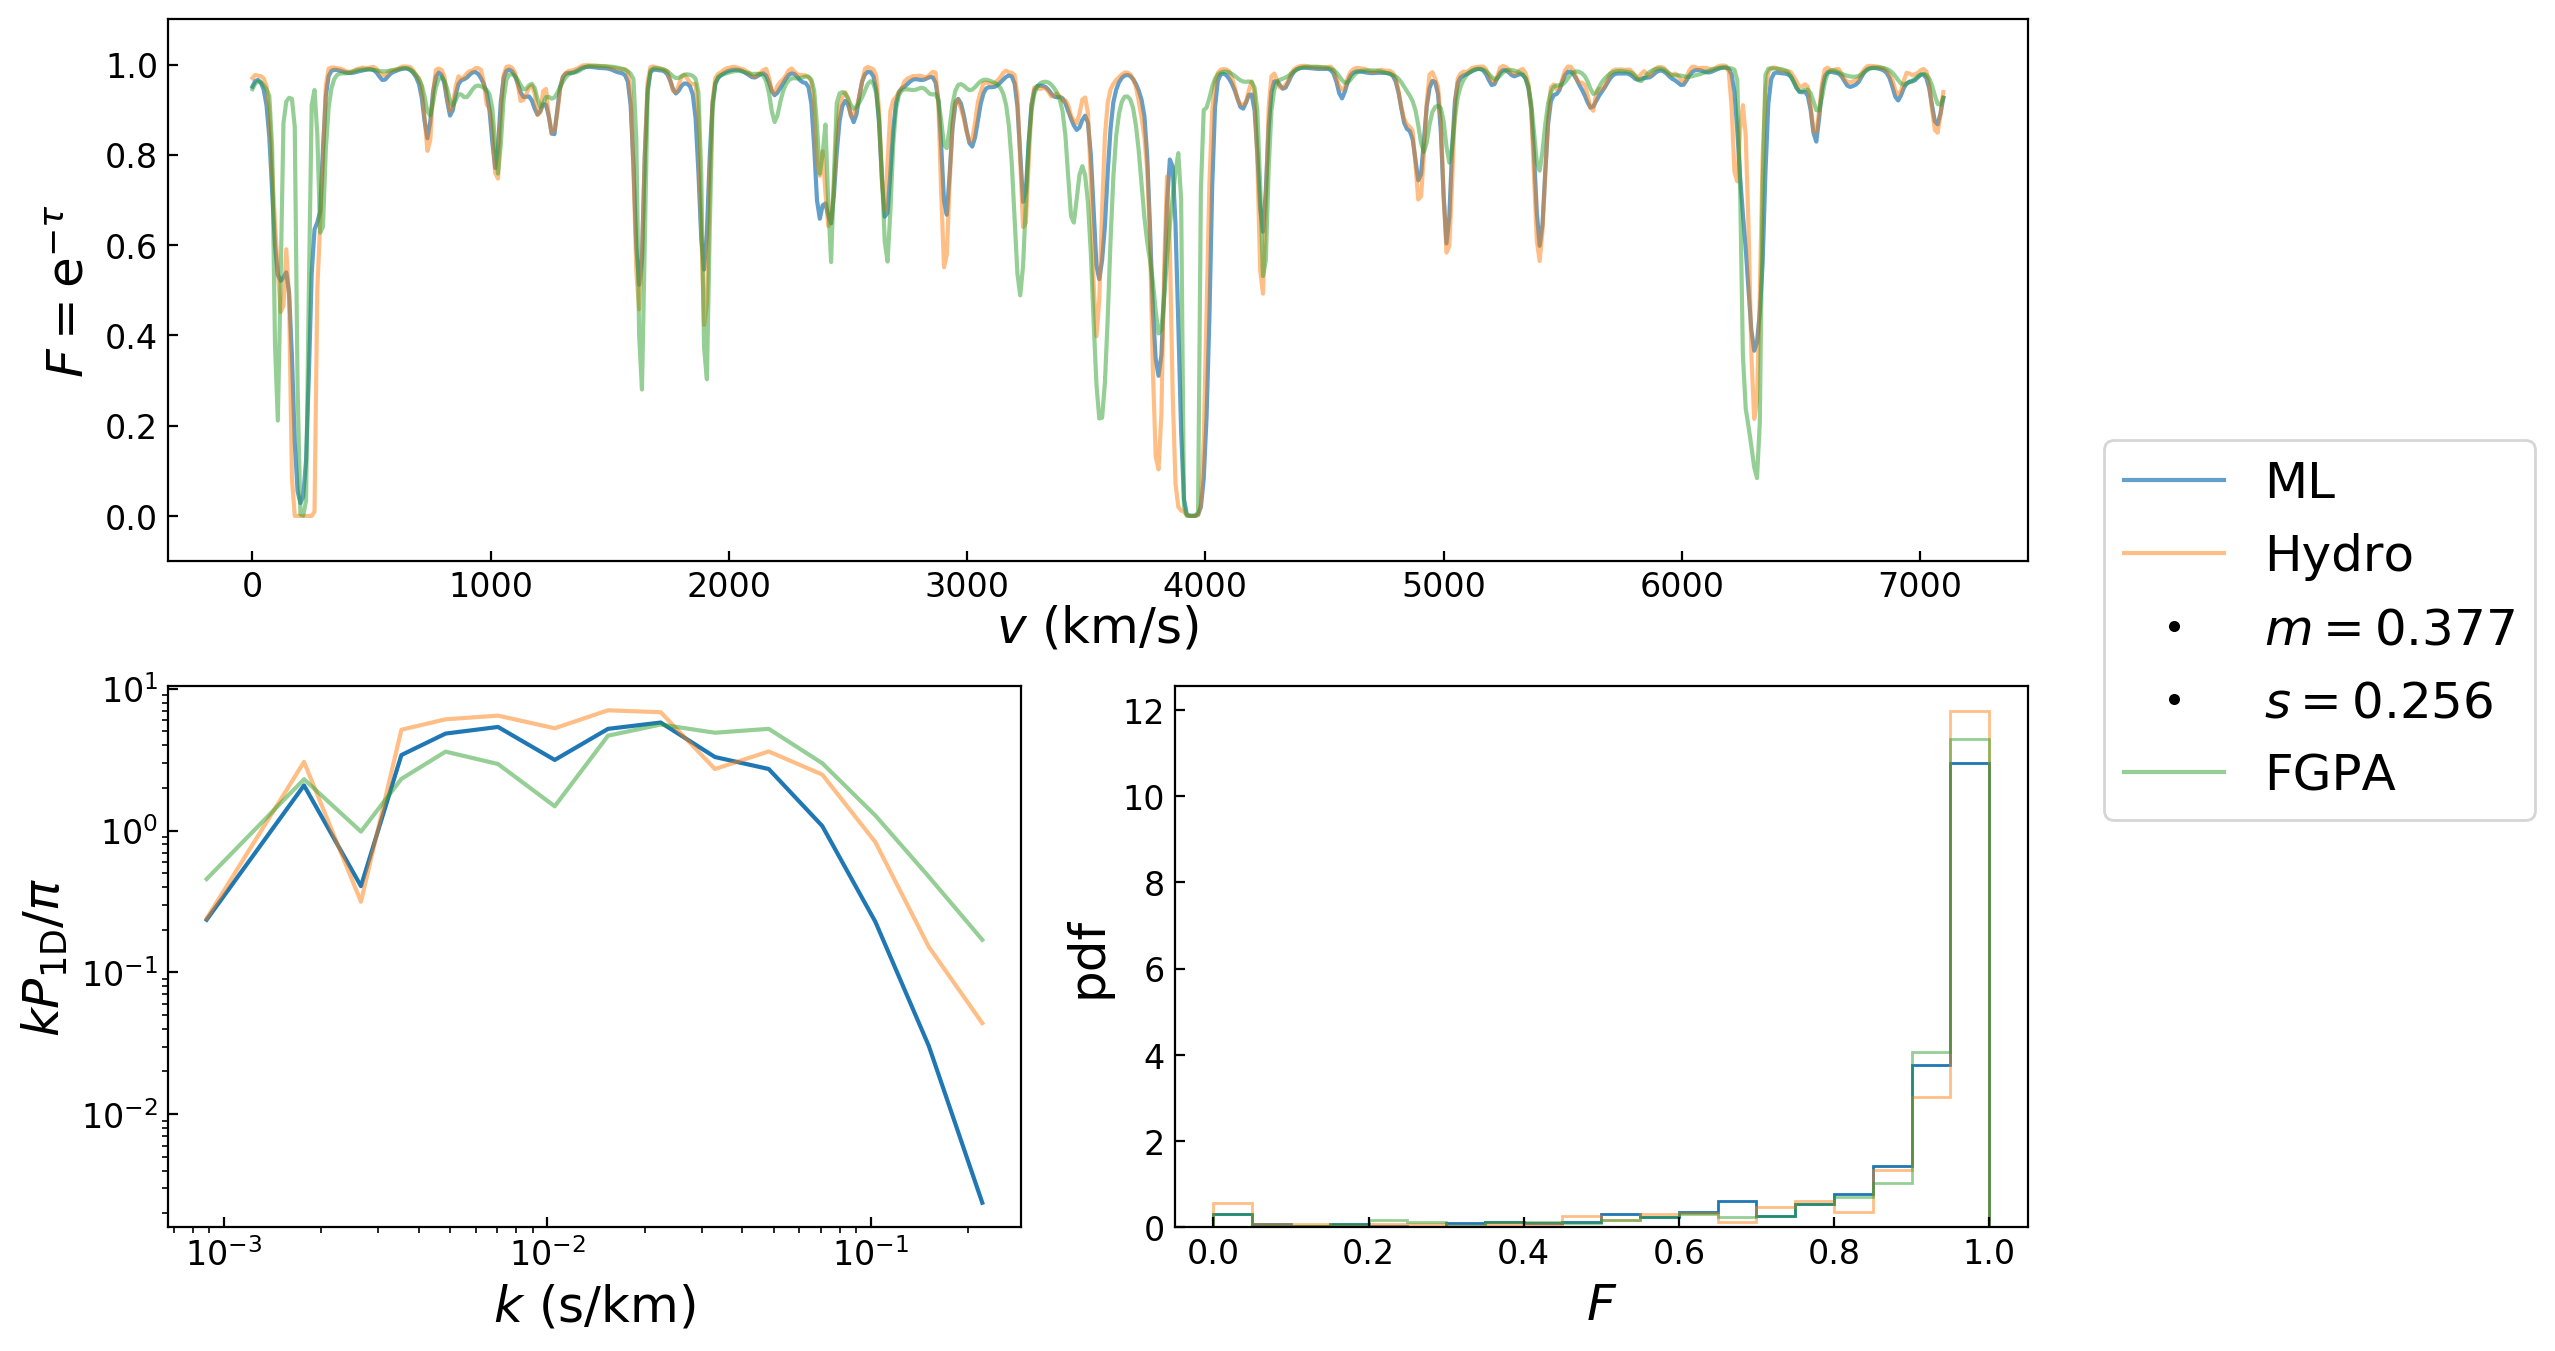 1.0
0.8
0.6
0.4
0.2
0.0
F = e^{−τ}
0 1000 2000 3000 4000 5000 6000 7000
v (km/s)
ML
Hydro
m = 0.377
s = 0.256
FGPA
10^1
10^0
10^{−1}
10^{−2}
kP_{1D}/π
10^{−3} 10^{−2} 10^{−1}
k (s/km)
12
10
8
6
4
2
0
pdf
0.0 0.2 0.4 0.6 0.8 1.0
F